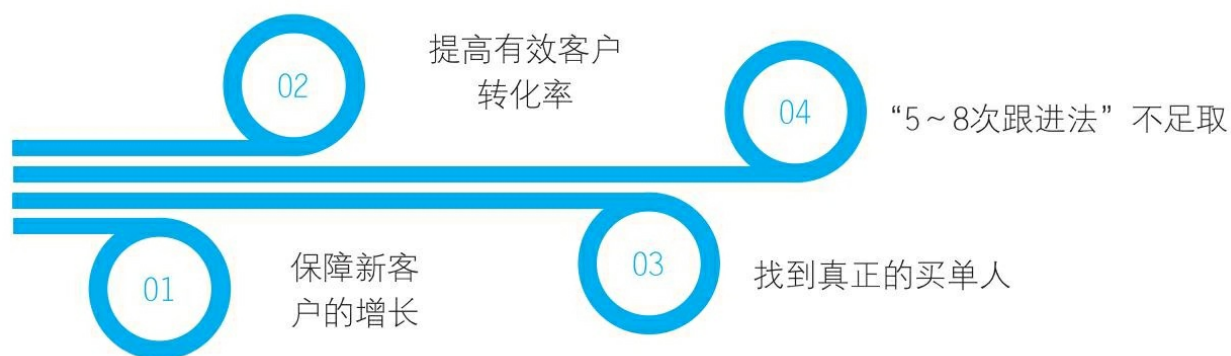 02
提高有效客户
转化率
04
“5～8次跟进法” 不足取
01
保障新客
户的增长
03
找到真正的买单人